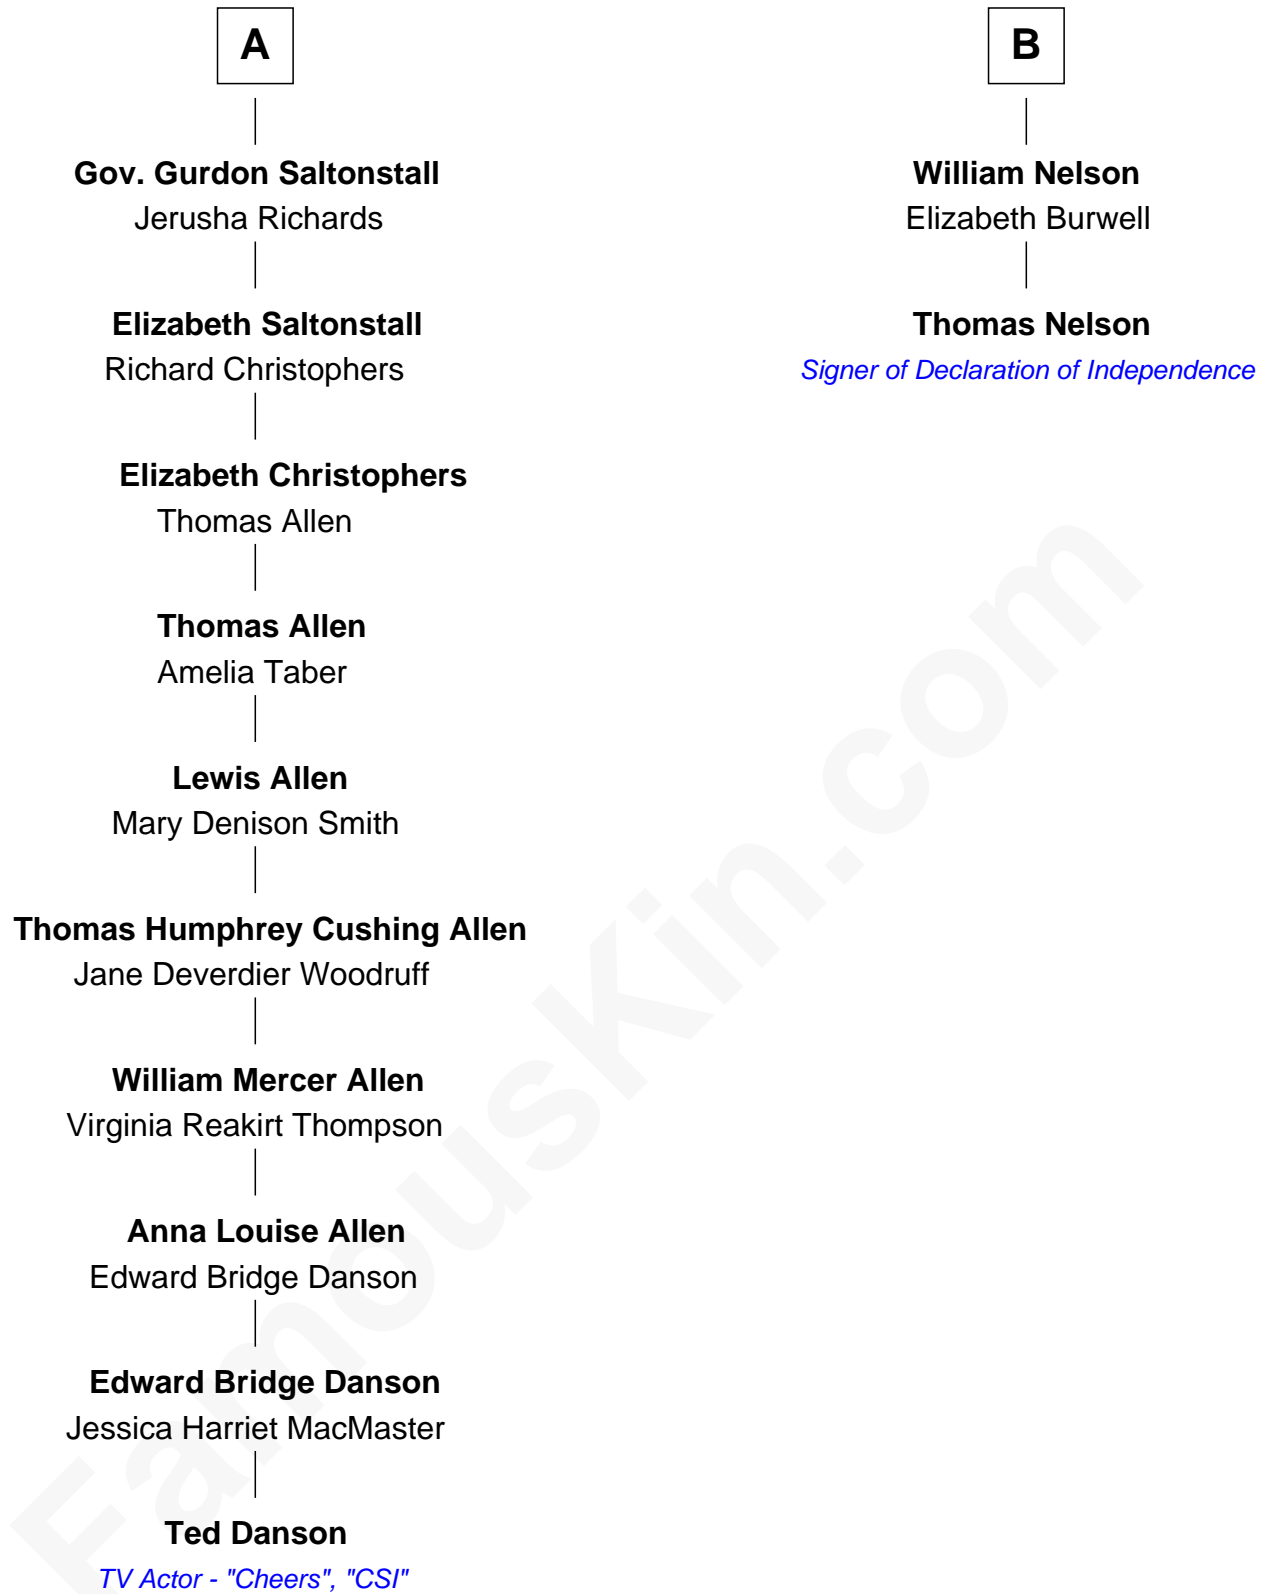 A
Gov. Gurdon Saltonstall
Jerusha Richards
Elizabeth Saltonstall
Richard Christophers
Elizabeth Christophers
Thomas Allen
Thomas Allen
Amelia Taber
Lewis Allen
Mary Denison Smith
Thomas Humphrey Cushing Allen
Jane Deverdier Woodruff
William Mercer Allen
Virginia Reakirt Thompson
Anna Louise Allen
Edward Bridge Danson
Edward Bridge Danson
Jessica Harriet MacMaster
Ted Danson
TV Actor - "Cheers", "CSI"
B
William Nelson
Elizabeth Burwell
Thomas Nelson
Signer of Declaration of Independence
FamousKin.com